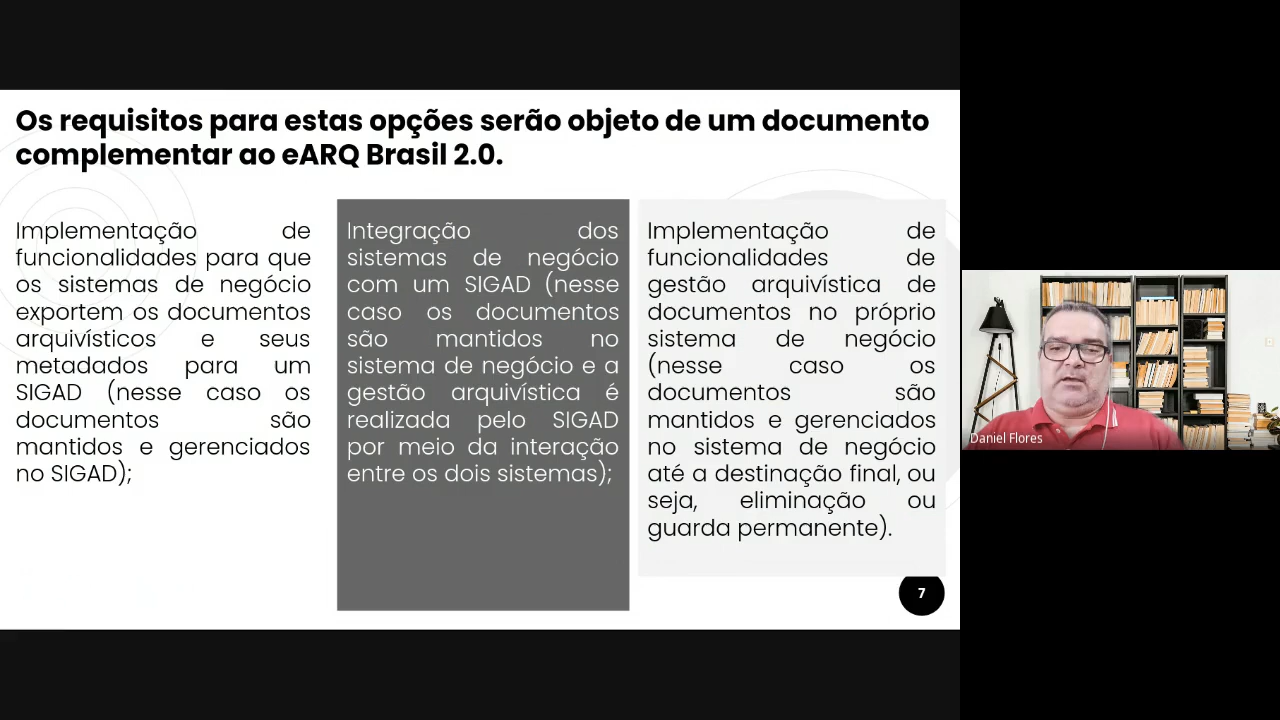 Os requisitos para estas opções serão objeto de um documento
complementar ao eARQ Brasil 2.0.
Implementação de
funcionalidades para que
os sistemas de negócio
exportem os documentos
arquivísticos e seus
metadados para um
SIGAD (nesse caso os
documentos são
mantidos e gerenciados
no SIGAD);
Integração dos
sistemas de negócio
com um SIGAD (nesse
caso os documentos
são mantidos no
sistema de negócio e a
gestão arquivística é
realizada pelo SIGAD
por meio da interação
entre os dois sistemas);
Implementação de
funcionalidades de
gestão arquivística de
documentos no próprio
sistema de negócio
(nesse caso os
documentos são
mantidos e gerenciados
no sistema de negócio
até a destinação final, ou
seja, eliminação ou
guarda permanente).
7
Daniel Flores